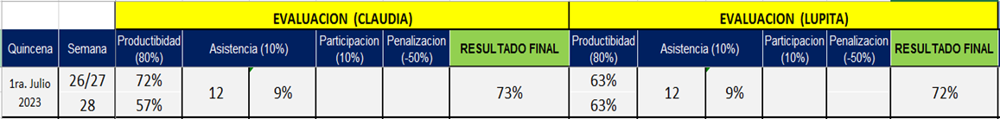 EVALUACION (CLAUDIA) EVALUACION (LUPITA)
Quincena Semana Productibidad (80%) Asistencia (10%) Participacion (10%) Penalizacion (-50%) RESULTADO FINAL Productibidad (80%) Asistencia (10%) Participacion (10%) Penalizacion (-50%) RESULTADO FINAL
1ra. Julio 2023 26/27 72% 12 9% 73% 63% 12 9% 72%
28 57% 63%